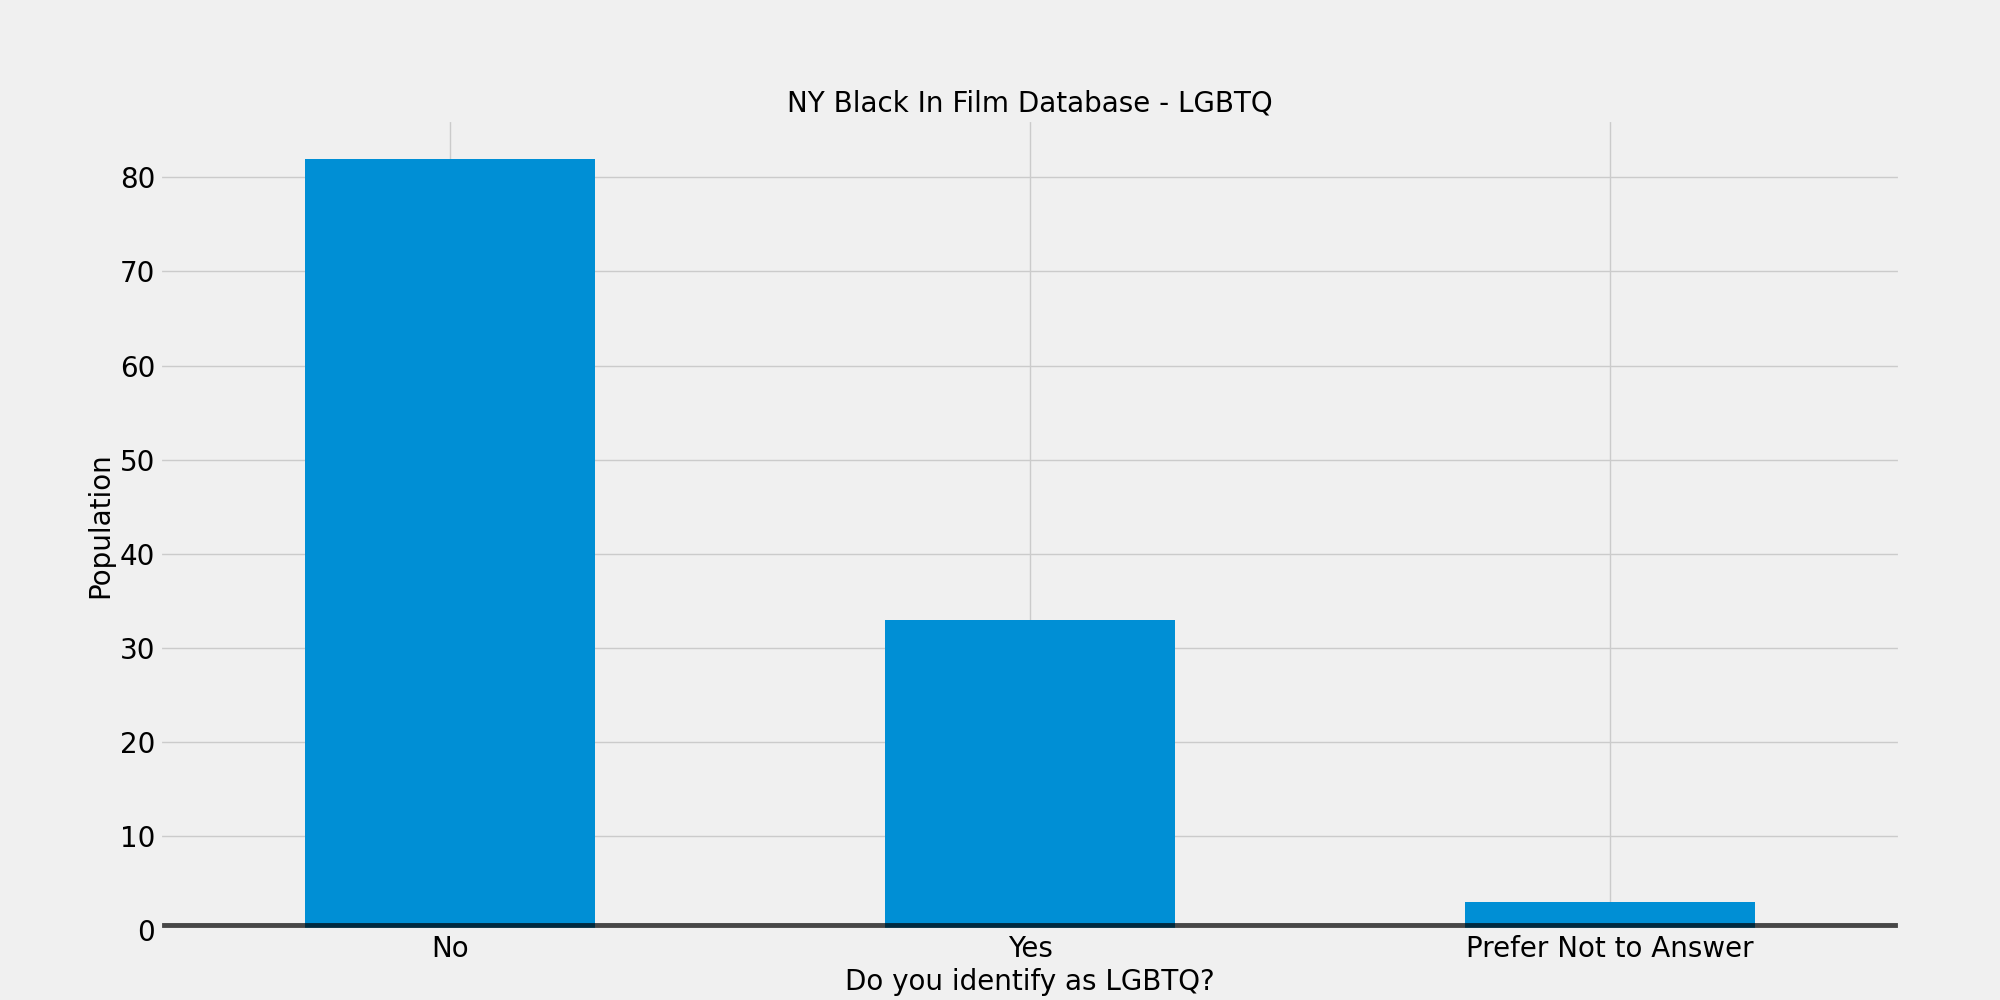 NY Black In Film Database - LGBTQ
80
70
60
50
40
30
20
10
0
Population
No
Yes
Prefer Not to Answer
Do you identify as LGBTQ?